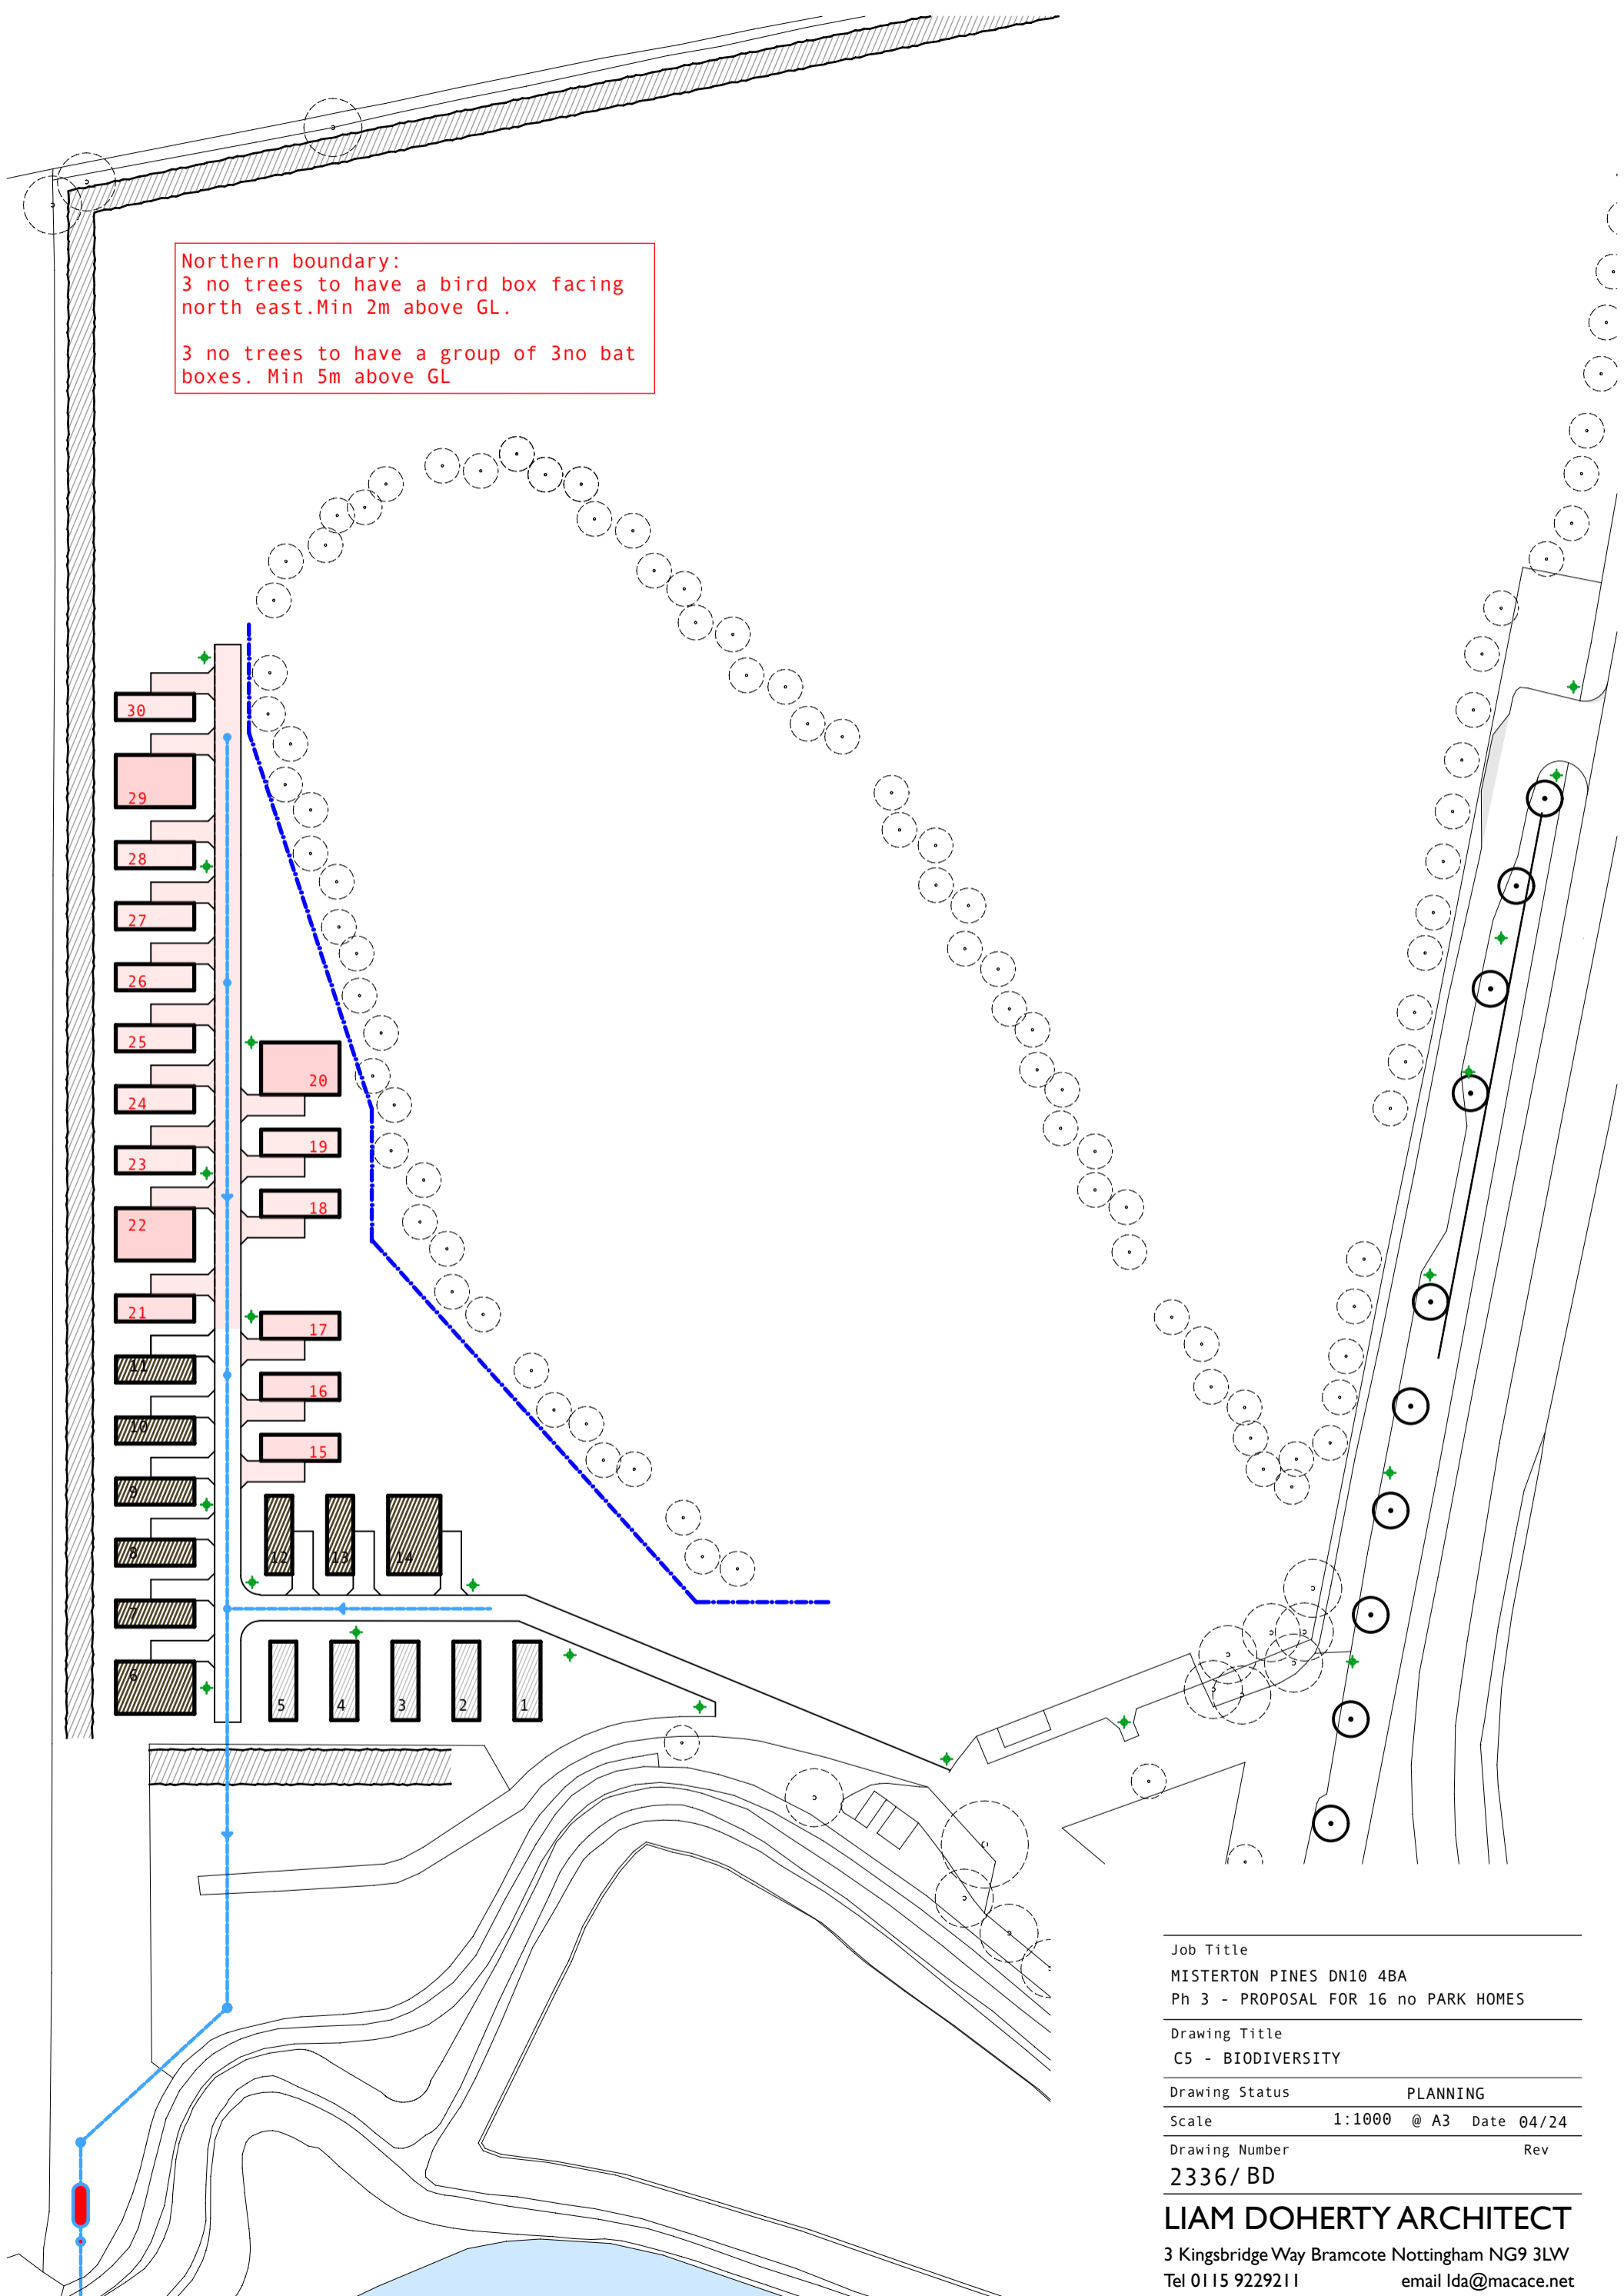 Northern boundary:
3 no trees to have a bird box facing
north east.Min 2m above GL.
3 no trees to have a group of 3no bat
boxes. Min 5m above GL
30
29
28
27
26
25
20
24
19
23
18
22
21
17
11
16
10
15
9
8
12
13
14
7
6
5
4
3
2
1
Job Title
MISTERTON PINES DN10 4BA
Ph 3 - PROPOSAL FOR 16 no PARK HOMES
Drawing Title
C5 - BIODIVERSITY
Drawing Status PLANNING
Scale 1:1000 @ A3 Date 04/24
Drawing Number Rev
2336/ BD
LIAM DOHERTY ARCHITECT
3 Kingsbridge Way Bramcote Nottingham NG9 3LW
Tel 0115 9229211 email lda@macace.net